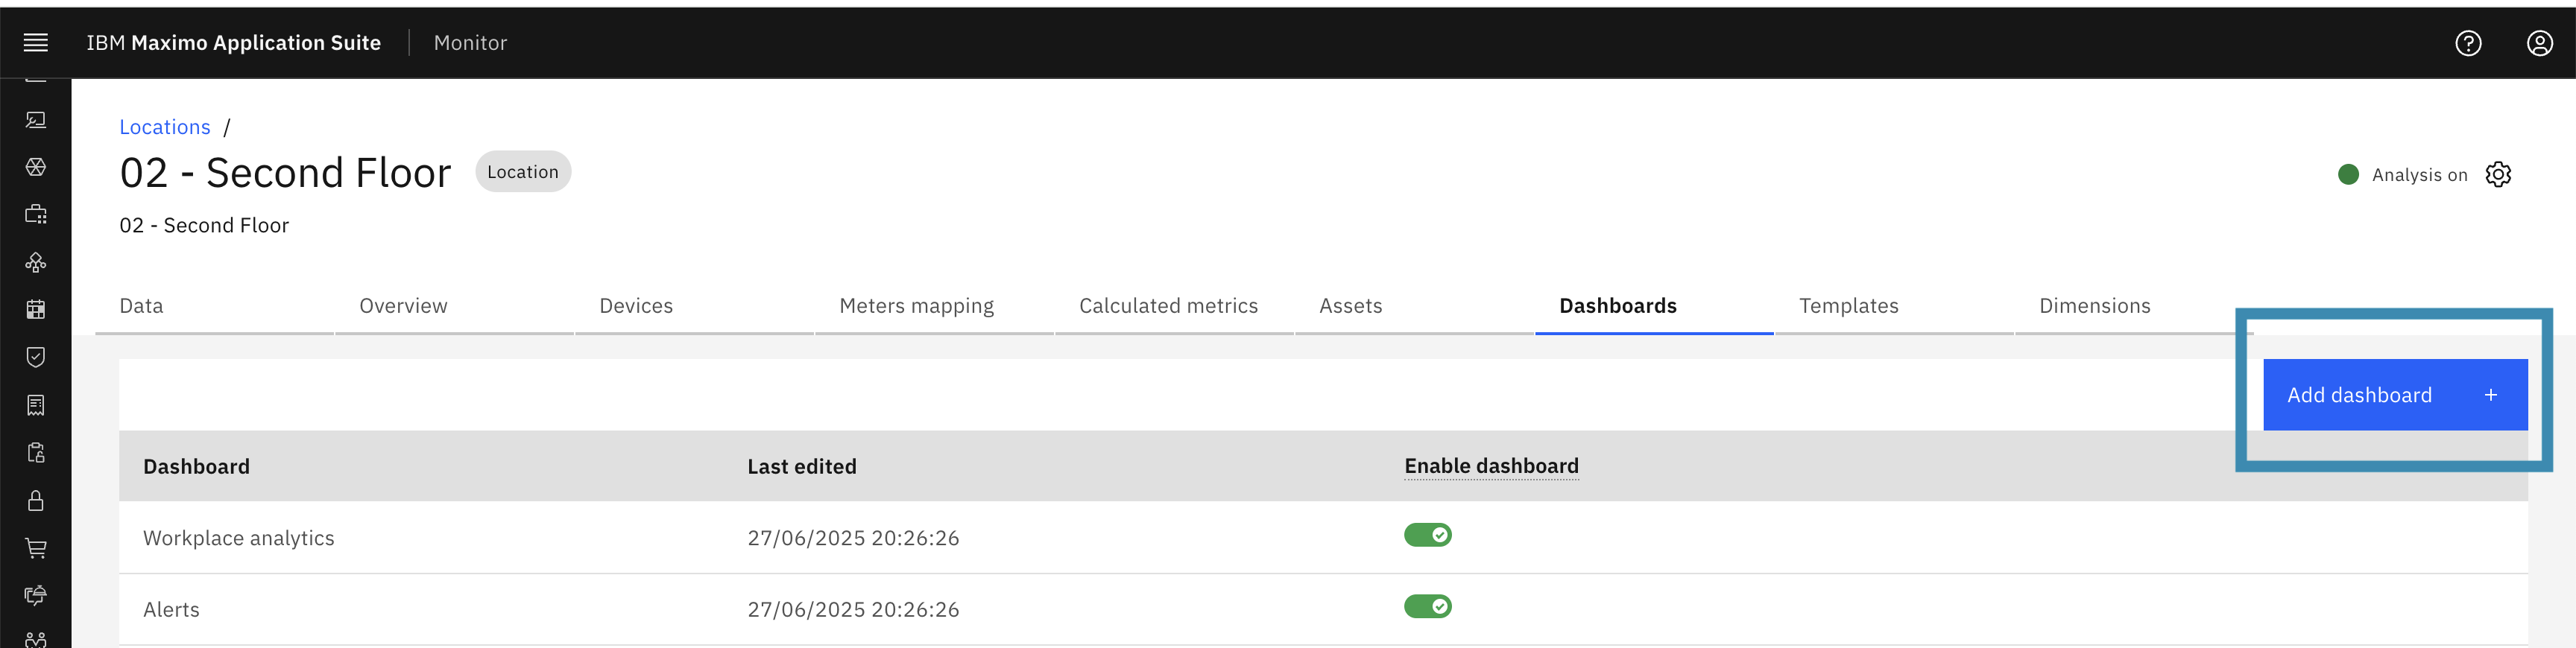 IBM Maximo Application Suite | Monitor
Locations /
02 - Second Floor Location
Analysis on
02 - Second Floor
Data Overview Devices Meters mapping Calculated metrics Assets Dashboards Templates Dimensions
Add dashboard +
Dashboard Last edited Enable dashboard
Workplace analytics 27/06/2025 20:26:26
Alerts 27/06/2025 20:26:26